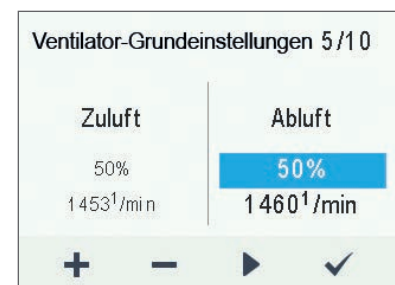 Ventilator-Grundeinstellungen 5/10
Zuluft
50%
1453¹/min
Abluft
50%
1460¹/min